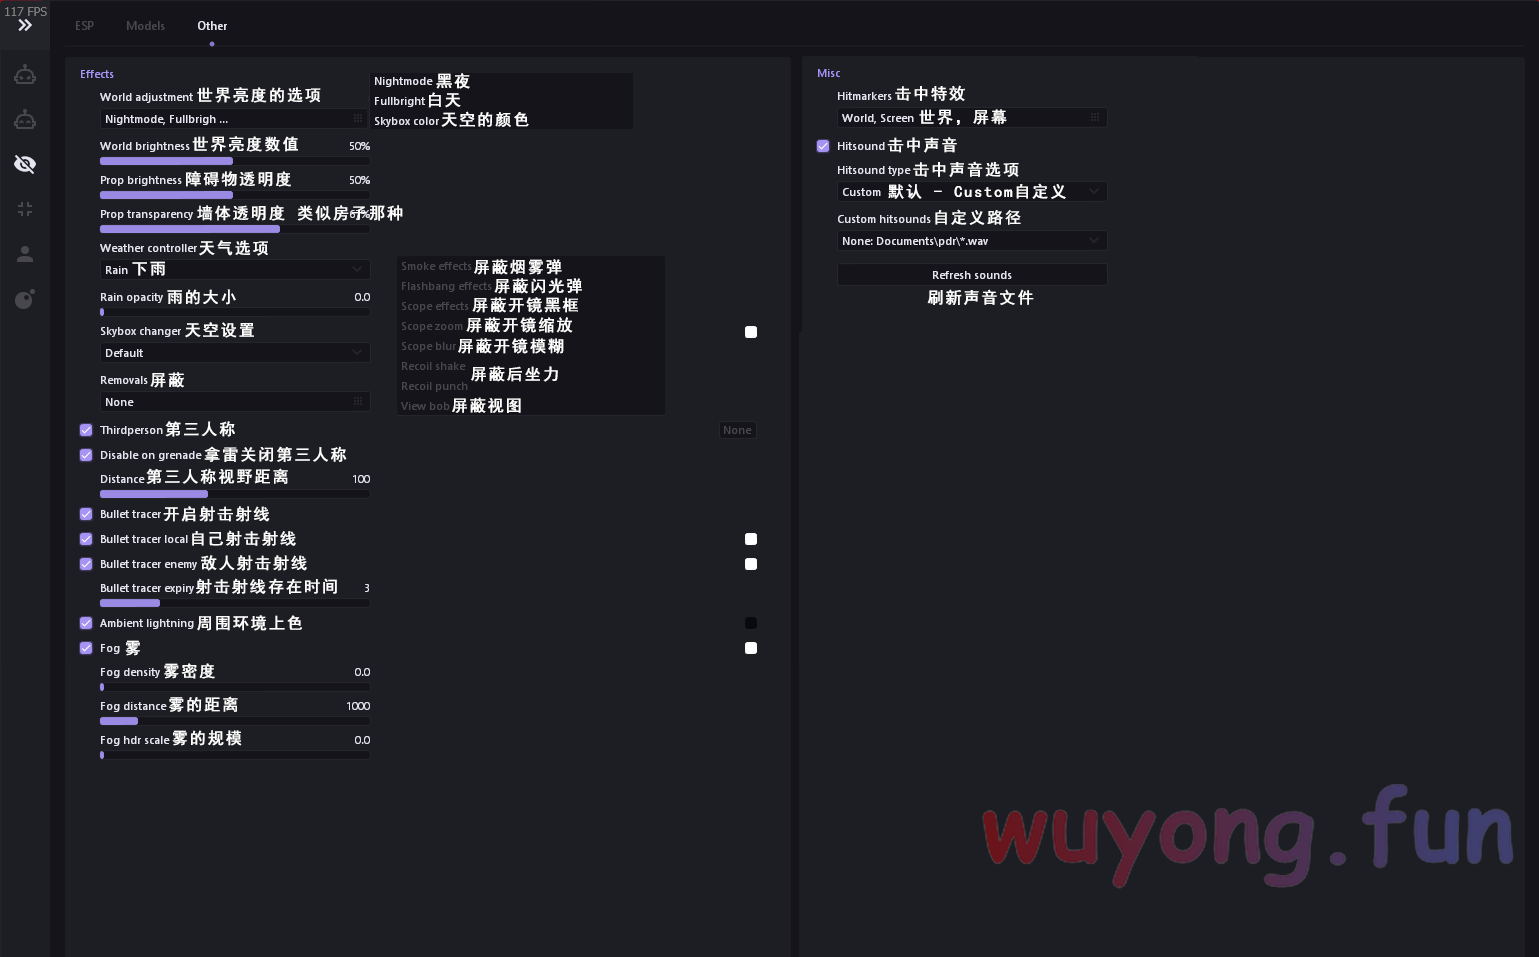 117 FPS
ESP Models Other
Effects
World adjustment 世界亮度的选项
Nightmode, Fullbrigh ...
Nightmode 黑夜
Fullbright 白天
Skybox color 天空的颜色
World brightness 世界亮度数值 50%
Prop brightness 障碍物透明度 50%
Prop transparency 墙体透明度 类似房子那种
Weather controller 天气选项
Rain 下雨
Rain opacity 雨的大小 0.0
Skybox changer 天空设置
Default
Removals 屏蔽
None
Smoke effects 屏蔽烟雾弹
Flashbang effects 屏蔽闪光弹
Scope effects 屏蔽开镜黑框
Scope zoom 屏蔽开镜缩放
Scope blur 屏蔽开镜模糊
Recoil shake
屏蔽后坐力
Recoil punch
View bob 屏蔽视图
Thirdperson 第三人称 None
Disable on grenade 拿雷关闭第三人称
Distance 第三人称视野距离 100
Bullet tracer 开启射击射线
Bullet tracer local 自己射击射线
Bullet tracer enemy 敌人射击射线
Bullet tracer expiry 射击射线存在时间 3
Ambient lightning 周围环境上色
Fog 雾
Fog density 雾密度 0.0
Fog distance 雾的距离 1000
Fog hdr scale 雾的规模 0.0
Misc
Hitmarkers 击中特效
World, Screen 世界，屏幕
Hitsound 击中声音
Hitsound type 击中声音选项
Custom 默认 - Custom自定义
Custom hitsounds 自定义路径
None: Documents\pdr\*.wav
Refresh sounds
刷新声音文件
wuyong.fun